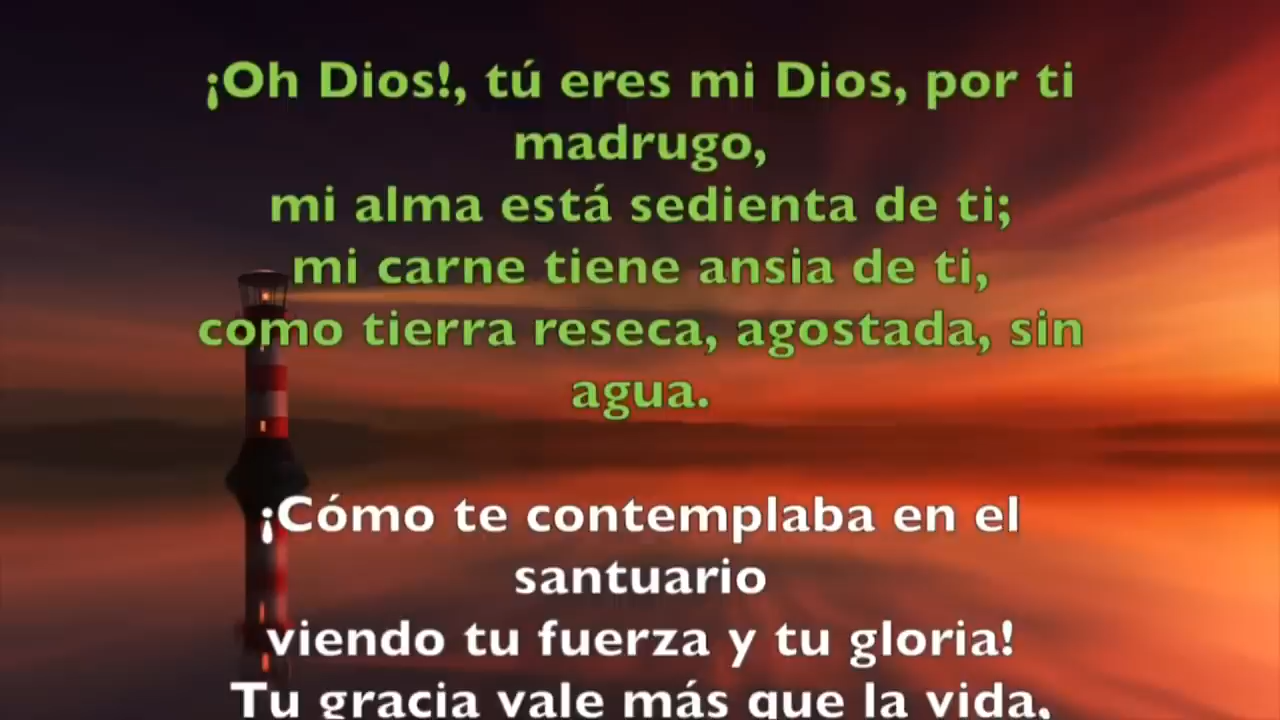 ¡Oh Dios!, tú eres mi Dios, por ti
madrugo,
mi alma está sedienta de ti;
mi carne tiene ansia de ti,
como tierra reseca, agostada, sin
agua.
¡Cómo te contemplaba en el
santuario
viendo tu fuerza y tu gloria!
Tu gracia vale más que la vida,